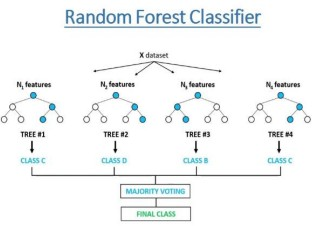 Random Forest Classifier
X dataset
N₁ features N₂ features N₃ features N₄ features
TREE #1 TREE #2 TREE #3 TREE #4
CLASS C CLASS D CLASS B CLASS C
MAJORITY VOTING
FINAL CLASS